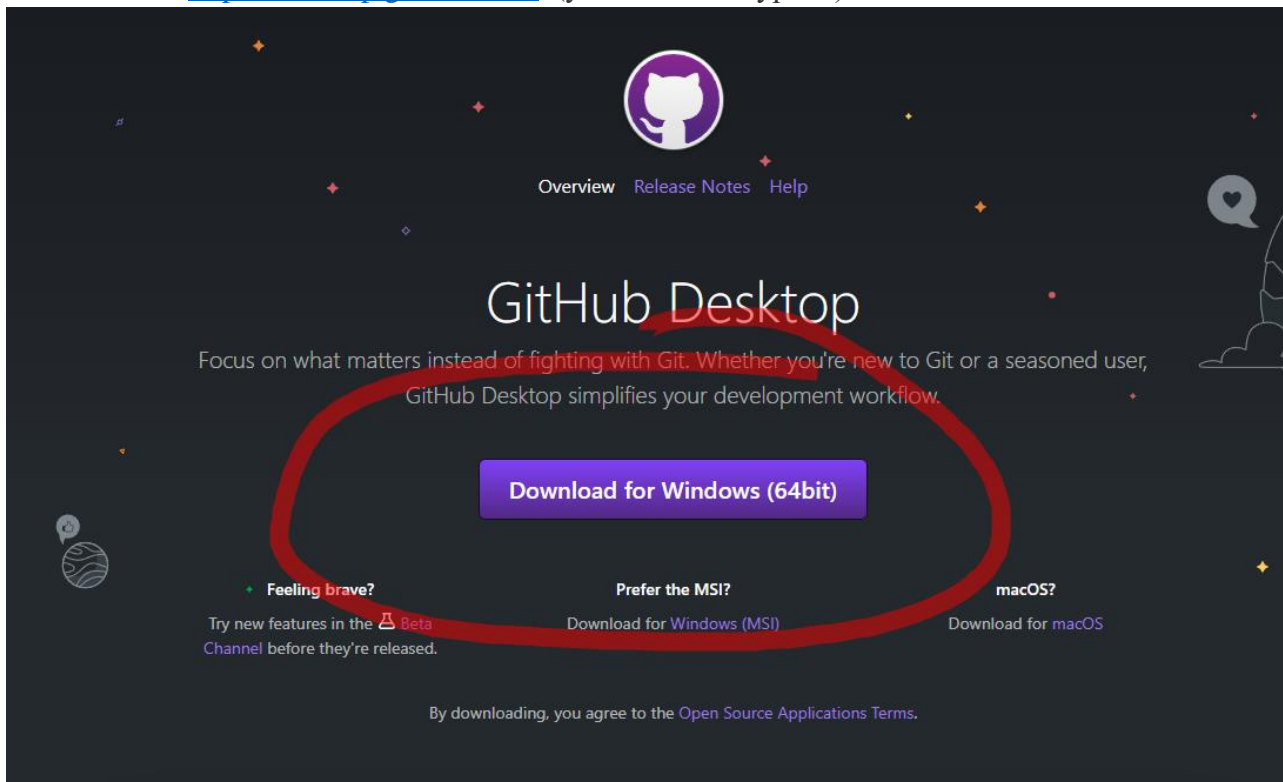 Overview Release Notes Help
GitHub Desktop
Focus on what matters instead of fighting with Git. Whether you're new to Git or a seasoned user,
GitHub Desktop simplifies your development workflow.
Download for Windows (64bit)
Feeling brave?
Try new features in the Beta
Channel before they're released.
Prefer the MSI?
Download for Windows (MSI)
macOS?
Download for macOS
By downloading, you agree to the Open Source Applications Terms.